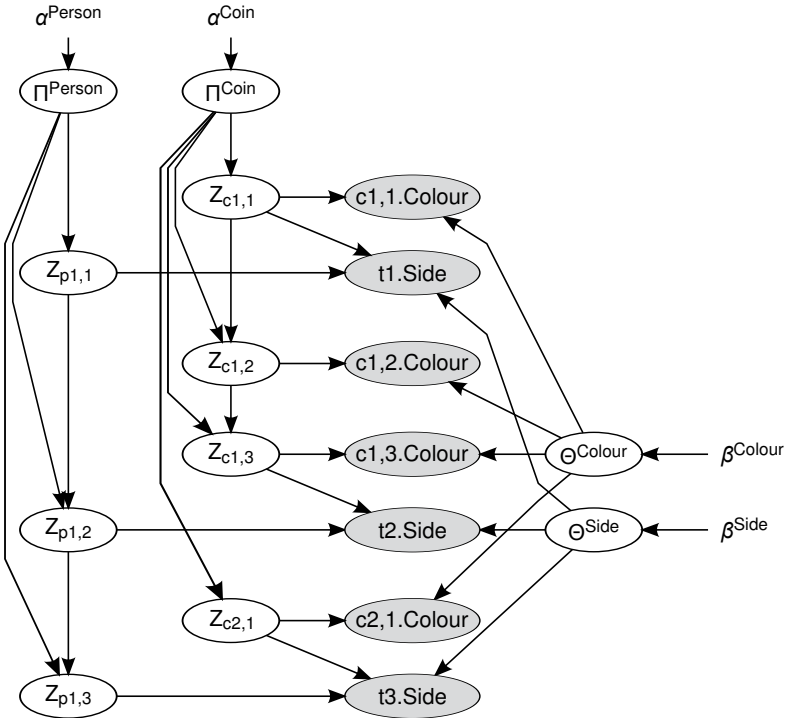 α^Person α^Coin
Π^Person Π^Coin
Z_c1,1 c1,1.Colour
Z_p1,1 t1.Side
Z_c1,2 c1,2.Colour
Z_c1,3 c1,3.Colour Θ^Colour β^Colour
Z_p1,2 t2.Side Θ^Side β^Side
Z_c2,1 c2,1.Colour
Z_p1,3 t3.Side